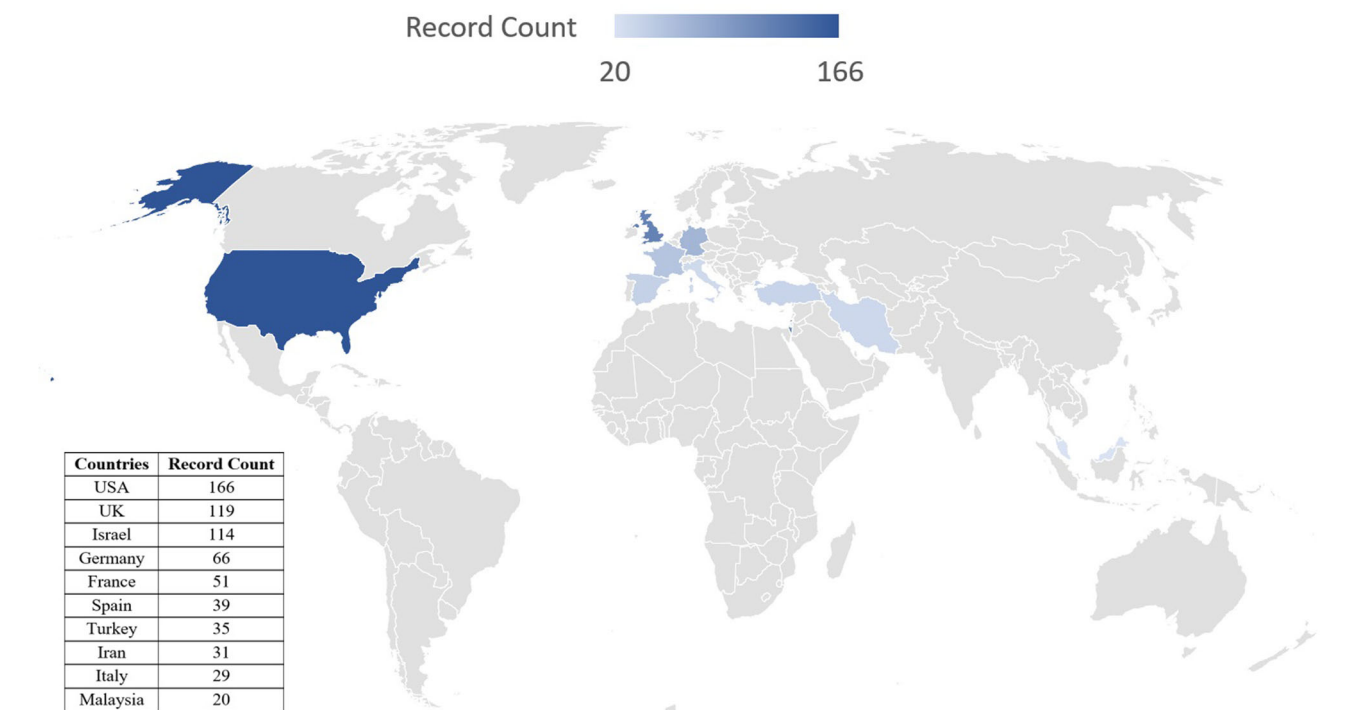 Record Count
20 166
Countries Record Count
USA 166
UK 119
Israel 114
Germany 66
France 51
Spain 39
Turkey 35
Iran 31
Italy 29
Malaysia 20